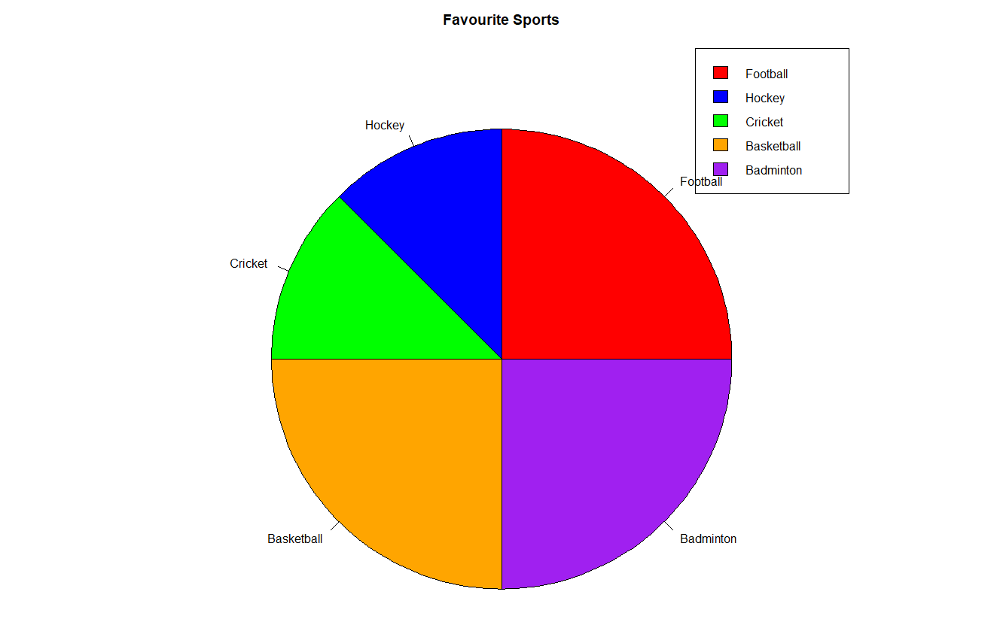 Favourite Sports
Football
Hockey
Cricket
Basketball
Badminton
Hockey
Football
Cricket
Basketball
Badminton